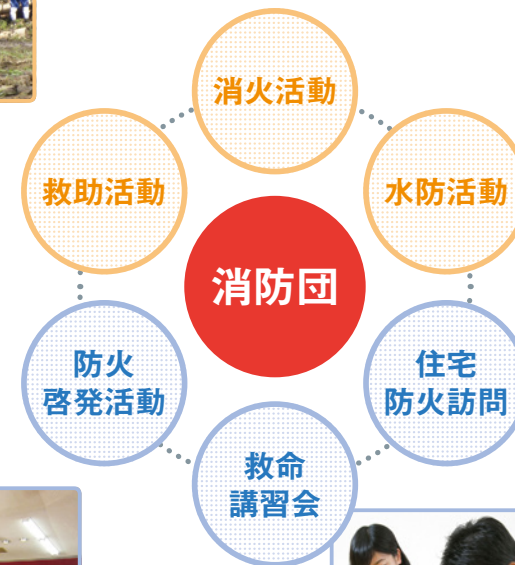 消火活動
救助活動
水防活動
消防団
防火
啓発活動
住宅
防火訪問
救命
講習会